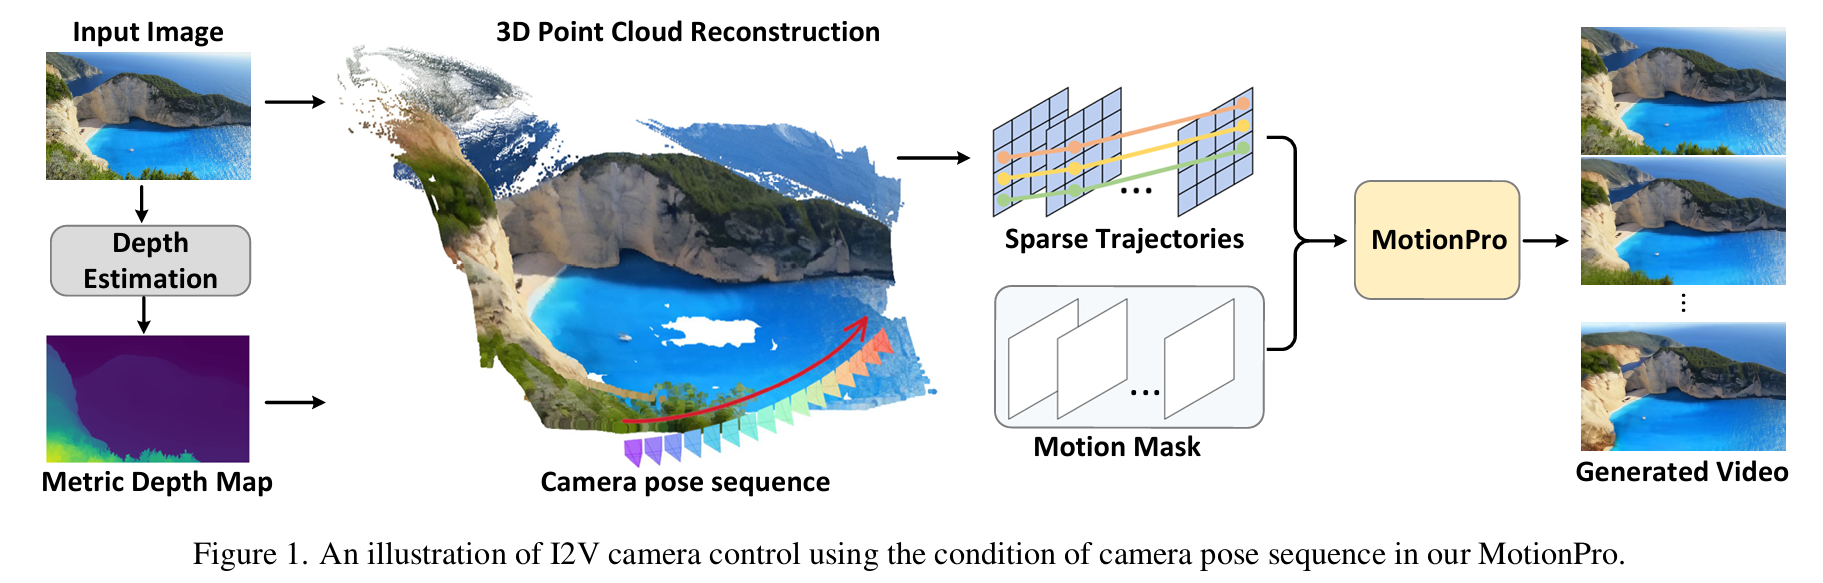 Input Image
3D Point Cloud Reconstruction
Depth
Estimation
Metric Depth Map
Camera pose sequence
...
Sparse Trajectories
...
Motion Mask
MotionPro
...
Generated Video
Figure 1. An illustration of I2V camera control using the condition of camera pose sequence in our MotionPro.